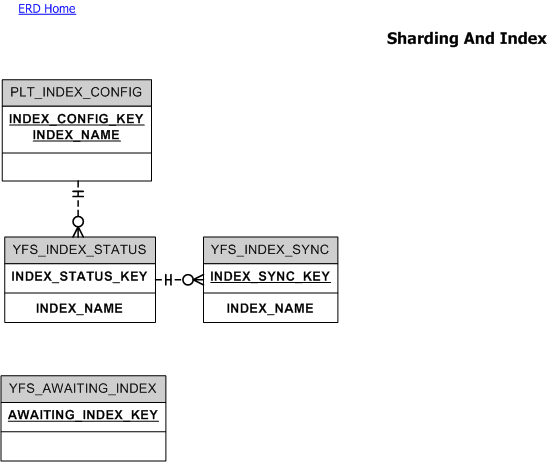 ERD Home
Sharding And Index
PLT_INDEX_CONFIG
INDEX_CONFIG_KEY
INDEX_NAME
YFS_INDEX_STATUS
INDEX_STATUS_KEY
INDEX_NAME
YFS_INDEX_SYNC
INDEX_SYNC_KEY
INDEX_NAME
YFS_AWAITING_INDEX
AWAITING_INDEX_KEY